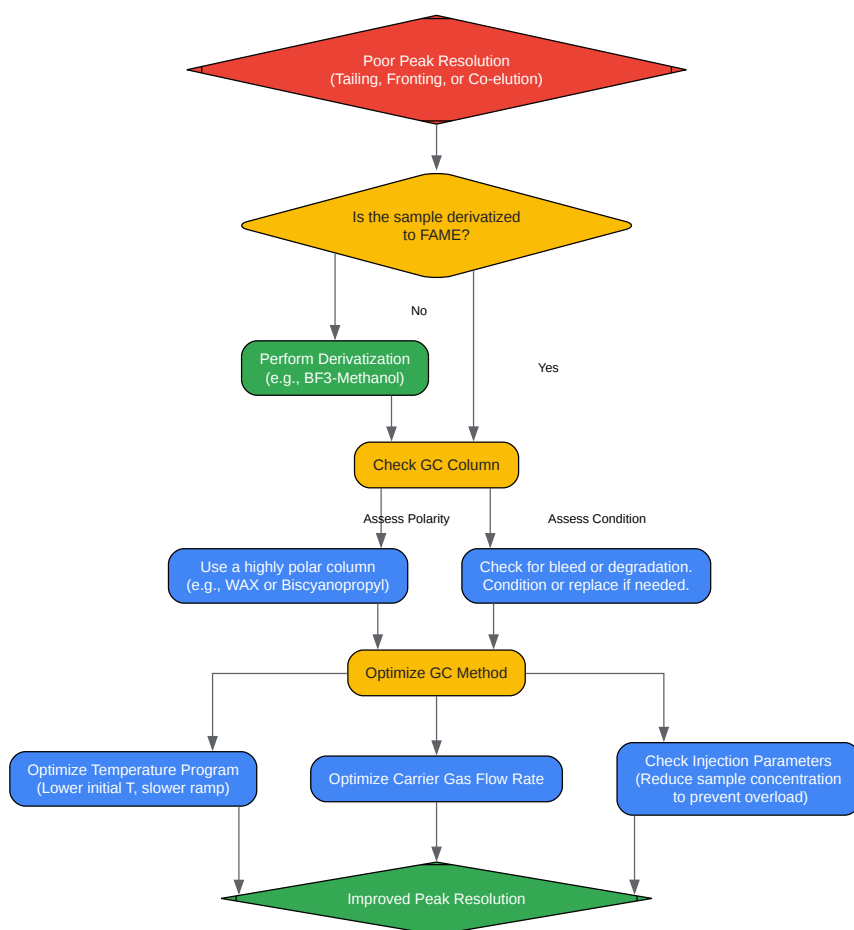 Poor Peak Resolution
(Tailing, Fronting, or Co-elution)
Is the sample derivatized
to FAME?
No
Perform Derivatization
(e.g., BF3-Methanol)
Yes
Check GC Column
Assess Polarity
Assess Condition
Use a highly polar column
(e.g., WAX or Biscyanopropyl)
Check for bleed or degradation.
Condition or replace if needed.
Optimize GC Method
Optimize Temperature Program
(Lower initial T, slower ramp)
Optimize Carrier Gas Flow Rate
Check Injection Parameters
(Reduce sample concentration
to prevent overload)
Improved Peak Resolution